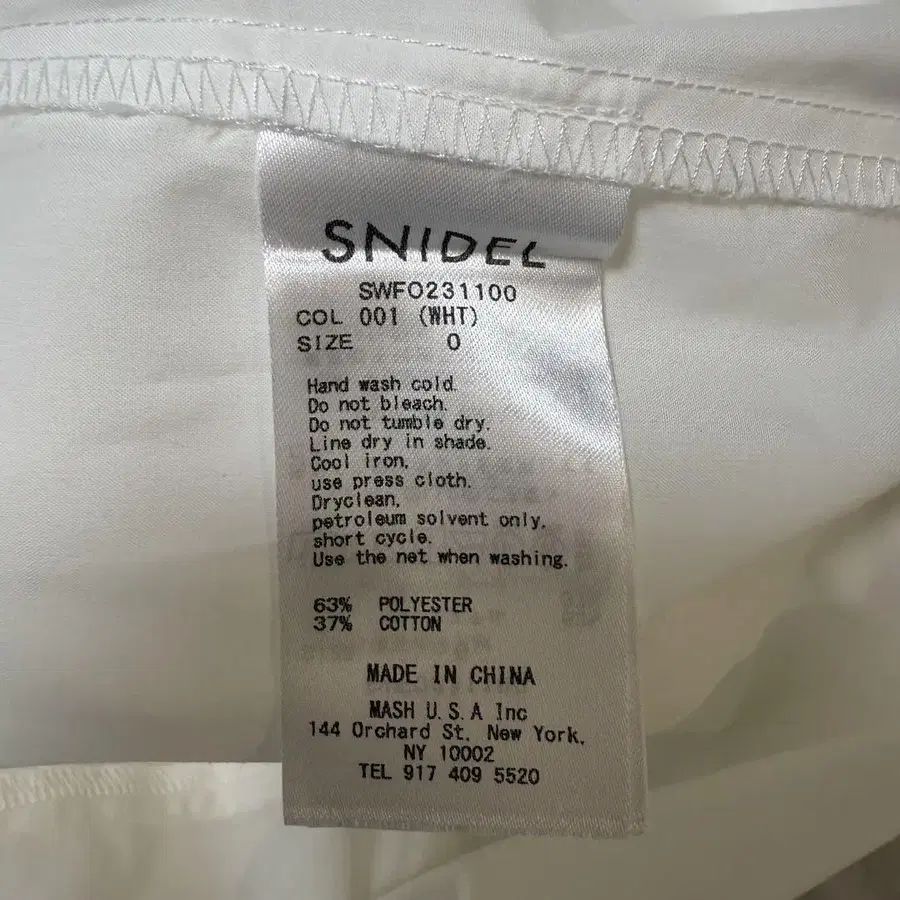 SNIDEL
SWFO231100
COL 001 (WHT)
SIZE 0
Hand wash cold.
Do not bleach.
Do not tumble dry.
Line dry in shade.
Cool iron,
use press cloth.
Dryclean,
petroleum solvent only,
short cycle.
Use the net when washing.
63% POLYESTER
37% COTTON
MADE IN CHINA
MASH U.S.A Inc
144 Orchard St, New York,
NY 10002
TEL 917 409 5520